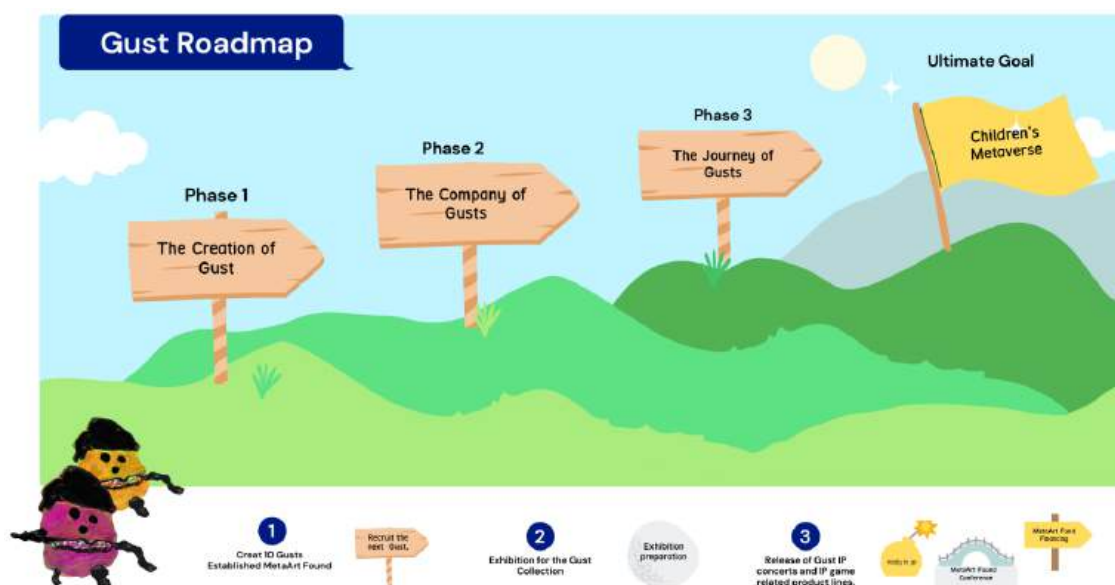 Gust Roadmap
Ultimate Goal
Children's
Metaverse
Phase 3
The Journey of
Gusts
Phase 2
The Company of
Gusts
Phase 1
The Creation of
Gust
1
Creat 10 Gusts
Established MetaArt Found
Recruit the
next Gust.
2
Exhibition for the Gust
Collection
Exhibition
preparation
3
Release of Gust IP
concerts and IP game
related product lines.
MetaArt Found
Conference
MetaArt Fund
Financing